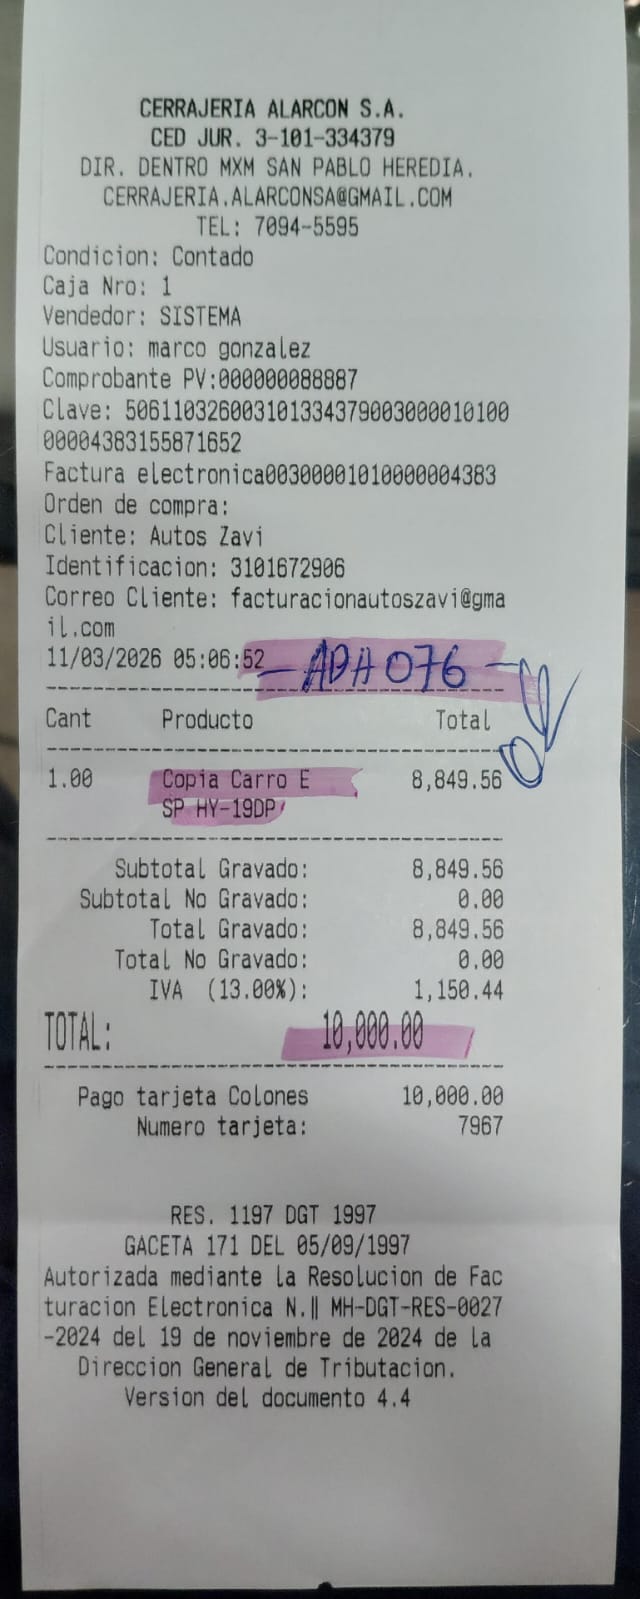 CERRAJERIA ALARCON S.A.
CED JUR. 3-101-334379
DIR. DENTRO MXM SAN PABLO HEREDIA.
CERRAJERIA.ALARCONSA@GMAIL.COM
TEL: 7094-5595
Condicion: Contado
Caja Nro: 1
Vendedor: SISTEMA
Usuario: marco gonzalez
Comprobante PV:000000088887
Clave: 506110326003101334379003000010100
000004383155871652
Factura electronica00300001010000004383
Orden de compra:
Cliente: Autos Zavi
Identificacion: 3101672906
Correo Cliente: facturacionautoszavi@gma
il.com
11/03/2026 05:06:52 -ADA076-
Cant Producto Total
1.00 Copia Carro E 8,849.56
SP HY-19DP
Subtotal Gravado: 8,849.56
Subtotal No Gravado: 0.00
Total Gravado: 8,849.56
Total No Gravado: 0.00
IVA (13.00%): 1,150.44
TOTAL: 10,000.00
Pago tarjeta Colones 10,000.00
Numero tarjeta: 7967
RES. 1197 DGT 1997
GACETA 171 DEL 05/09/1997
Autorizada mediante la Resolucion de Fac
turacion Electronica N.‖ MH-DGT-RES-0027
-2024 del 19 de noviembre de 2024 de la
Direccion General de Tributacion.
Version del documento 4.4